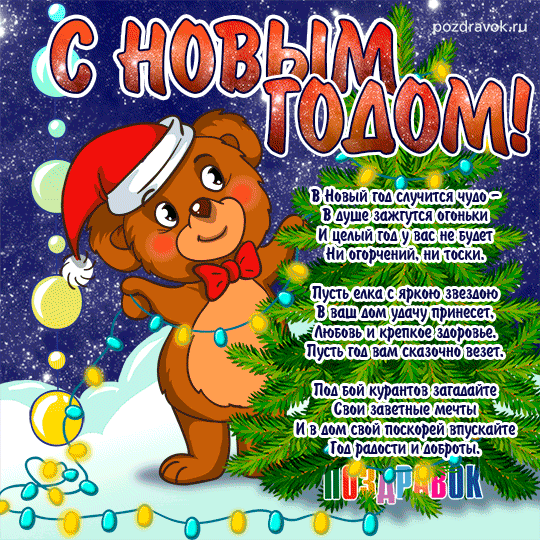 pozdravok.ru
С НОВЫМ
ГОДОМ!
В Новый год случится чудо –
В душе зажгутся огоньки
И целый год у вас не будет
Ни огорчений, ни тоски.
Пусть елка с яркою звездою
В ваш дом удачу принесет,
Любовь и крепкое здоровье.
Пусть год вам сказочно везет.
Под бой курантов загадайте
Свои заветные мечты
И в дом свой поскорей впускайте
Год радости и доброты.
ПОЗДРАВОК